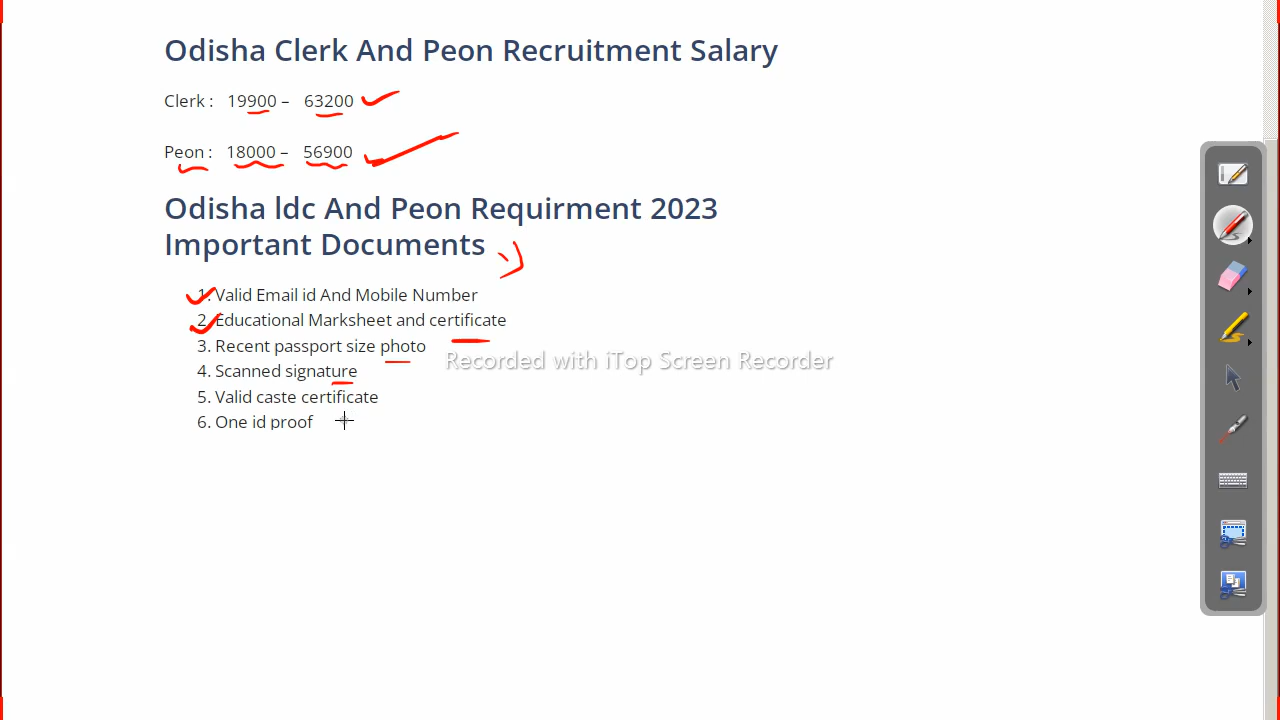 Odisha Clerk And Peon Recruitment Salary
Clerk : 19900 – 63200
Peon : 18000 – 56900
Odisha ldc And Peon Requirment 2023
Important Documents
1. Valid Email id And Mobile Number
2. Educational Marksheet and certificate
3. Recent passport size photo
Recorded with iTop Screen Recorder
4. Scanned signature
5. Valid caste certificate
6. One id proof